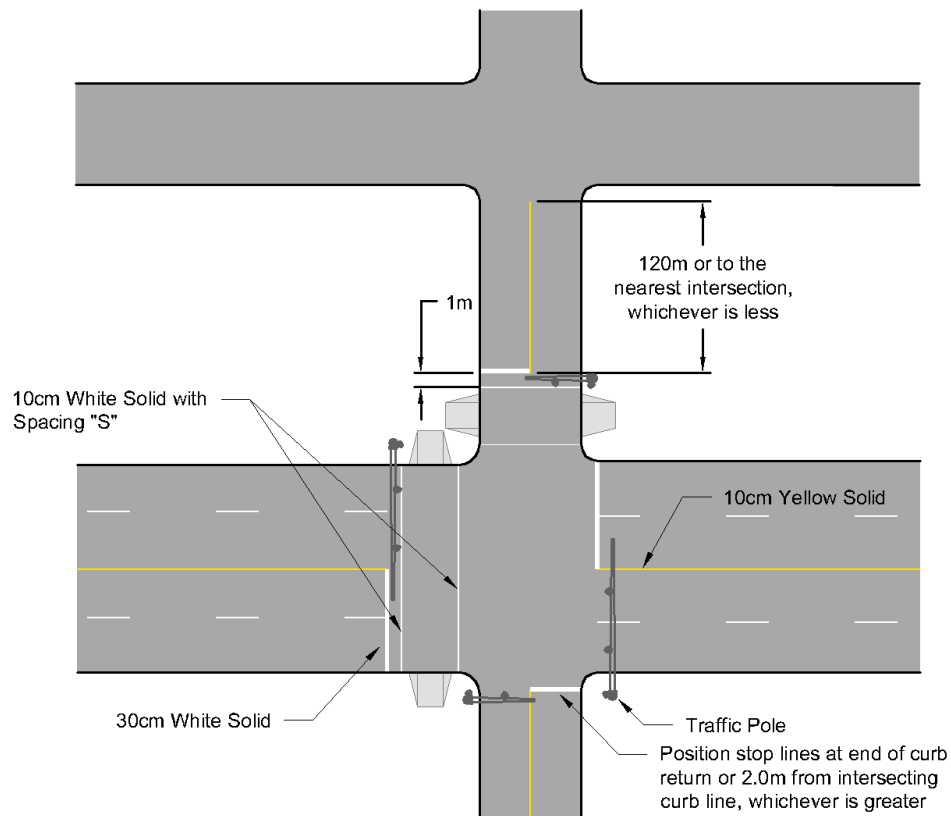 120m or to the
nearest intersection,
whichever is less
1m
10cm White Solid with
Spacing "S"
10cm Yellow Solid
30cm White Solid
Traffic Pole
Position stop lines at end of curb
return or 2.0m from intersecting
curb line, whichever is greater